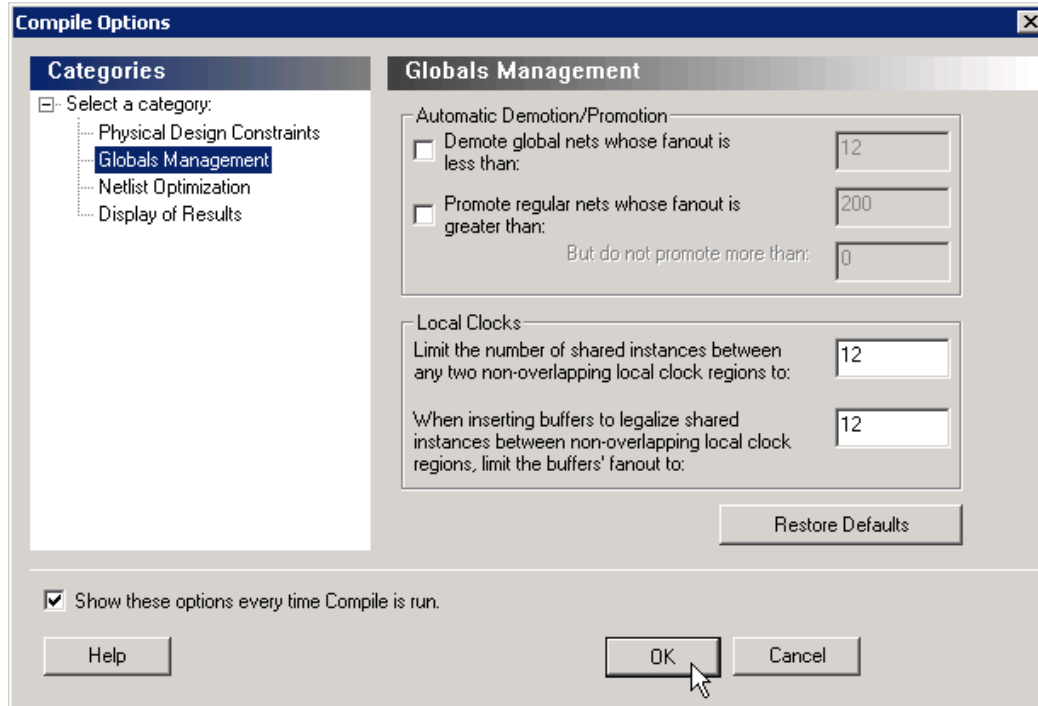 Compile Options
Categories
Select a category:
Physical Design Constraints
Globals Management
Netlist Optimization
Display of Results
Globals Management
Automatic Demotion/Promotion
Demote global nets whose fanout is
less than:
12
Promote regular nets whose fanout is
greater than:
200
But do not promote more than:
0
Local Clocks
Limit the number of shared instances between
any two non-overlapping local clock regions to:
12
When inserting buffers to legalize shared
instances between non-overlapping local clock
regions, limit the buffers' fanout to:
12
Restore Defaults
Show these options every time Compile is run.
Help
OK
Cancel